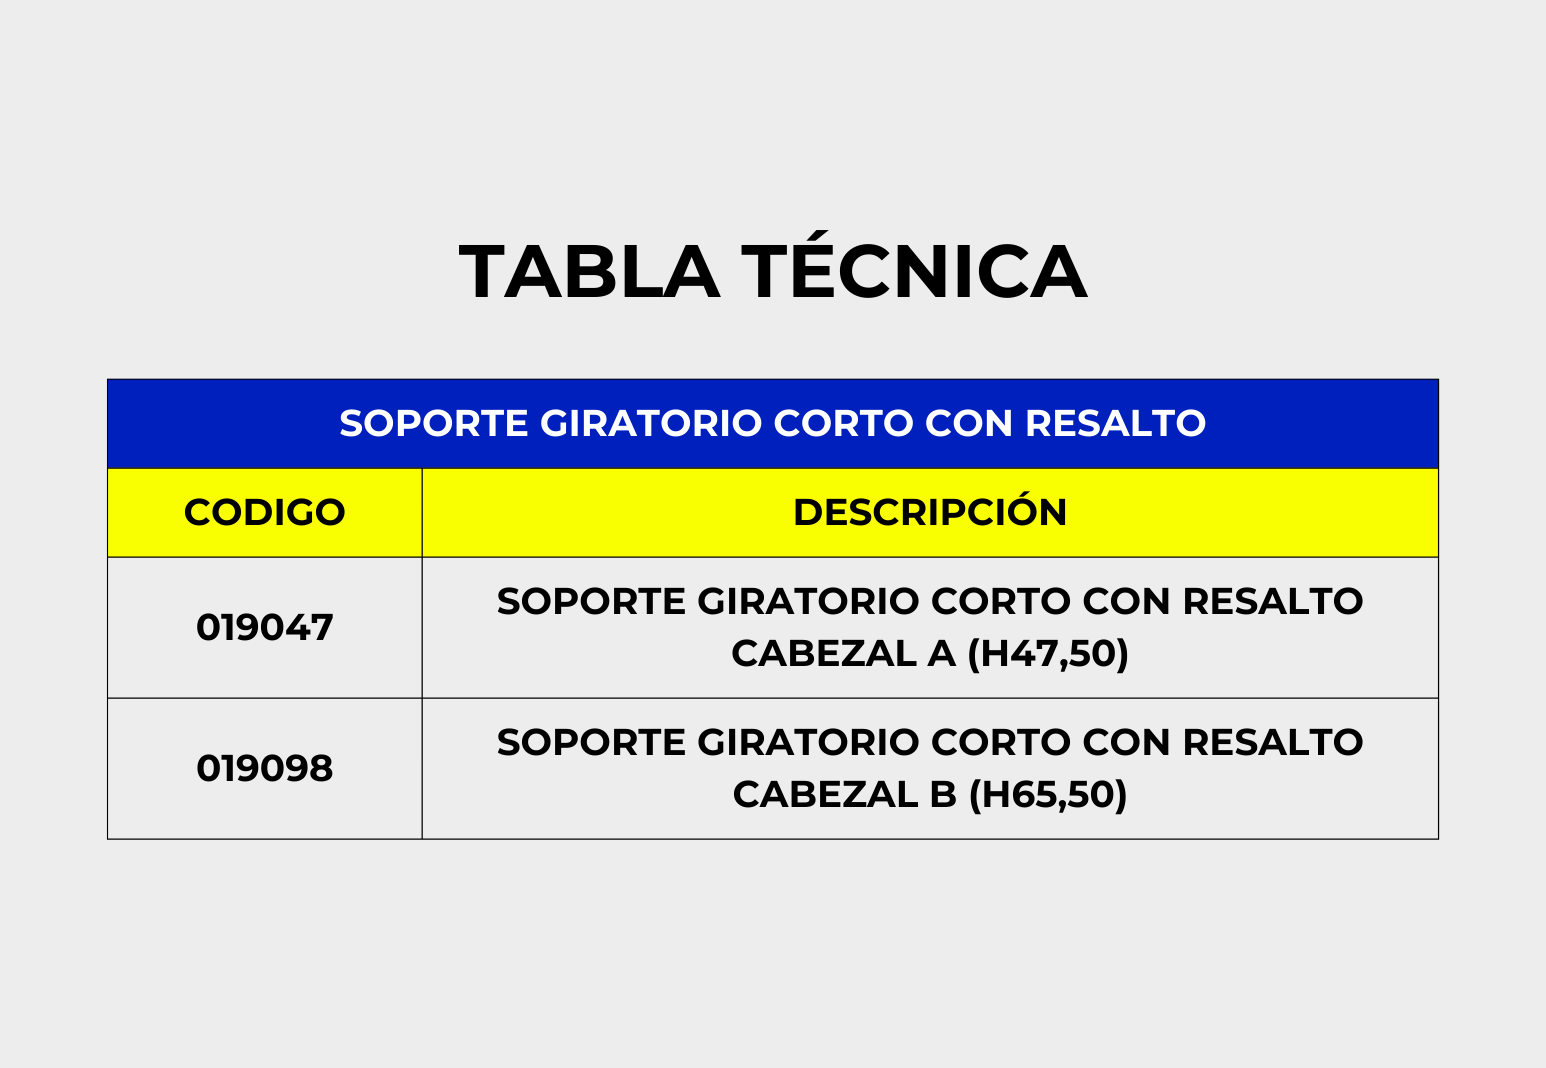 TABLA TÉCNICA
SOPORTE GIRATORIO CORTO CON RESALTO
CODIGO
DESCRIPCIÓN
019047
SOPORTE GIRATORIO CORTO CON RESALTO
CABEZAL A (H47,50)
019098
SOPORTE GIRATORIO CORTO CON RESALTO
CABEZAL B (H65,50)